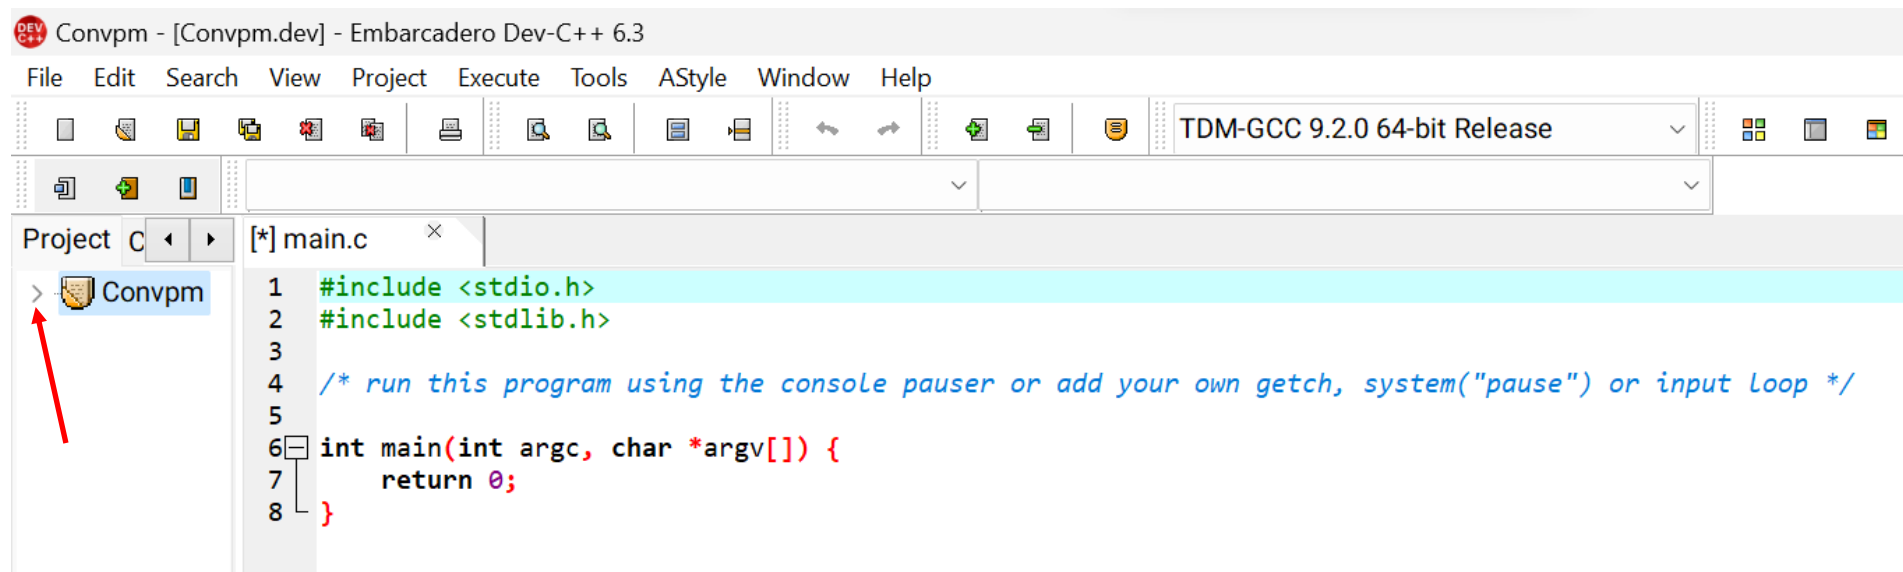 DEV C++ Convpm - [Convpm.dev] - Embarcadero Dev-C++ 6.3
File Edit Search View Project Execute Tools AStyle Window Help
TDM-GCC 9.2.0 64-bit Release
Project C [*] main.c
Convpm
1 #include <stdio.h>
2 #include <stdlib.h>
3
4 /* run this program using the console pauser or add your own getch, system("pause") or input loop */
5
6 int main(int argc, char *argv[]) {
7 return 0;
8 }